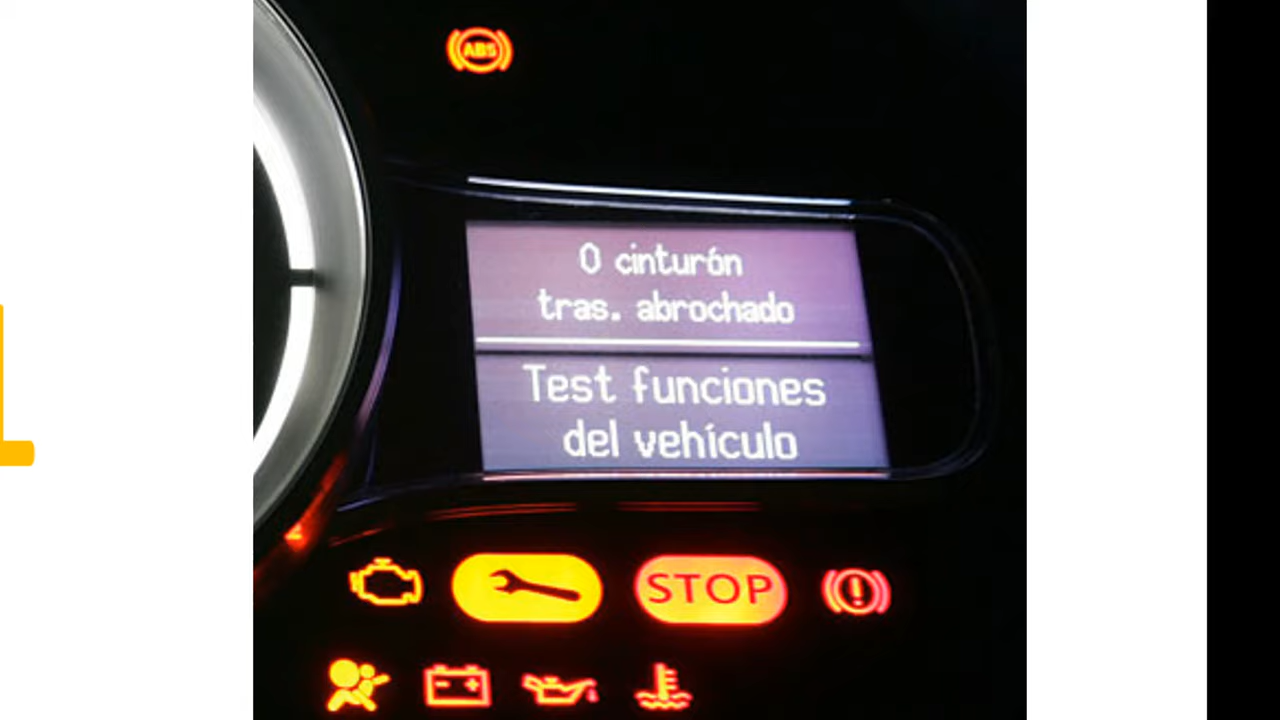 ABS
0 cinturón
tras. abrochado
Test funciones
del vehículo
STOP